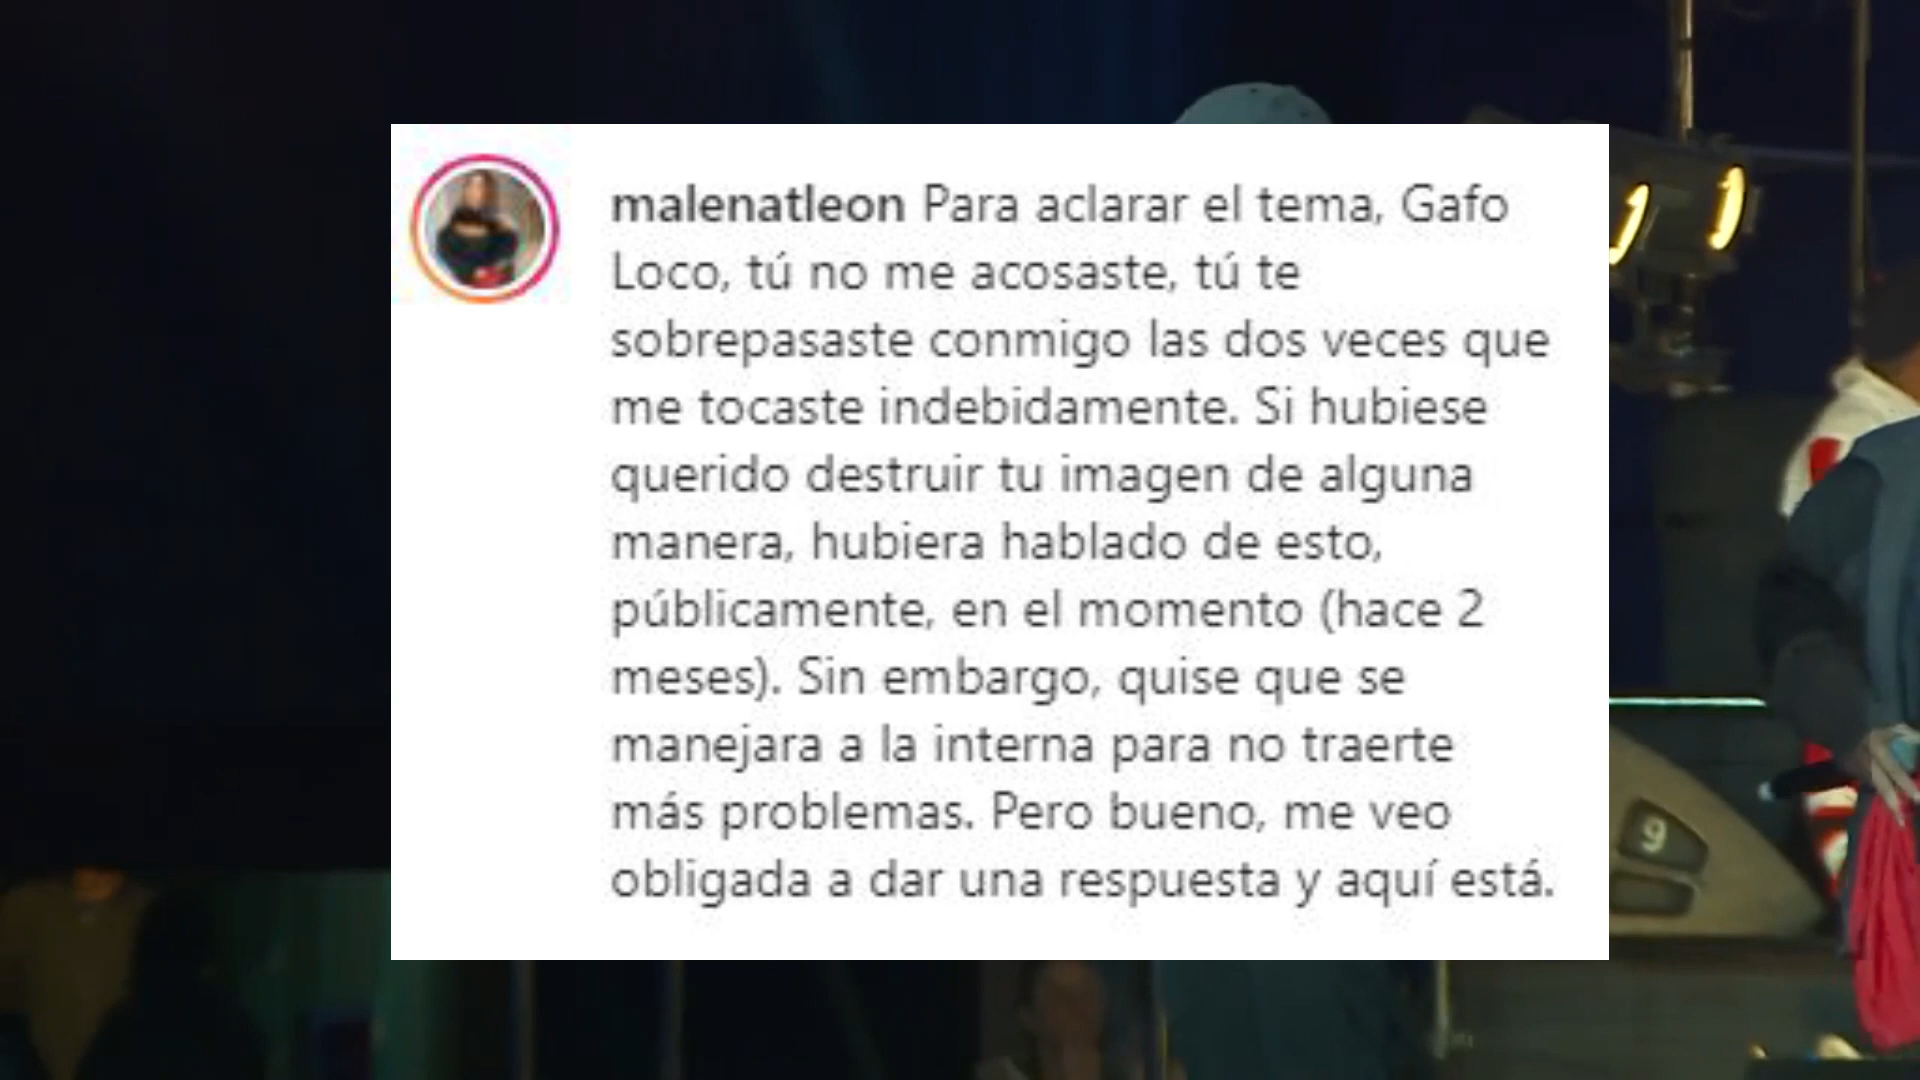 malenatleon Para aclarar el tema, Gafo
Loco, tú no me acosaste, tú te
sobrepasaste conmigo las dos veces que
me tocaste indebidamente. Si hubiese
querido destruir tu imagen de alguna
manera, hubiera hablado de esto,
públicamente, en el momento (hace 2
meses). Sin embargo, quise que se
manejara a la interna para no traerte
más problemas. Pero bueno, me veo
obligada a dar una respuesta y aquí está.
9